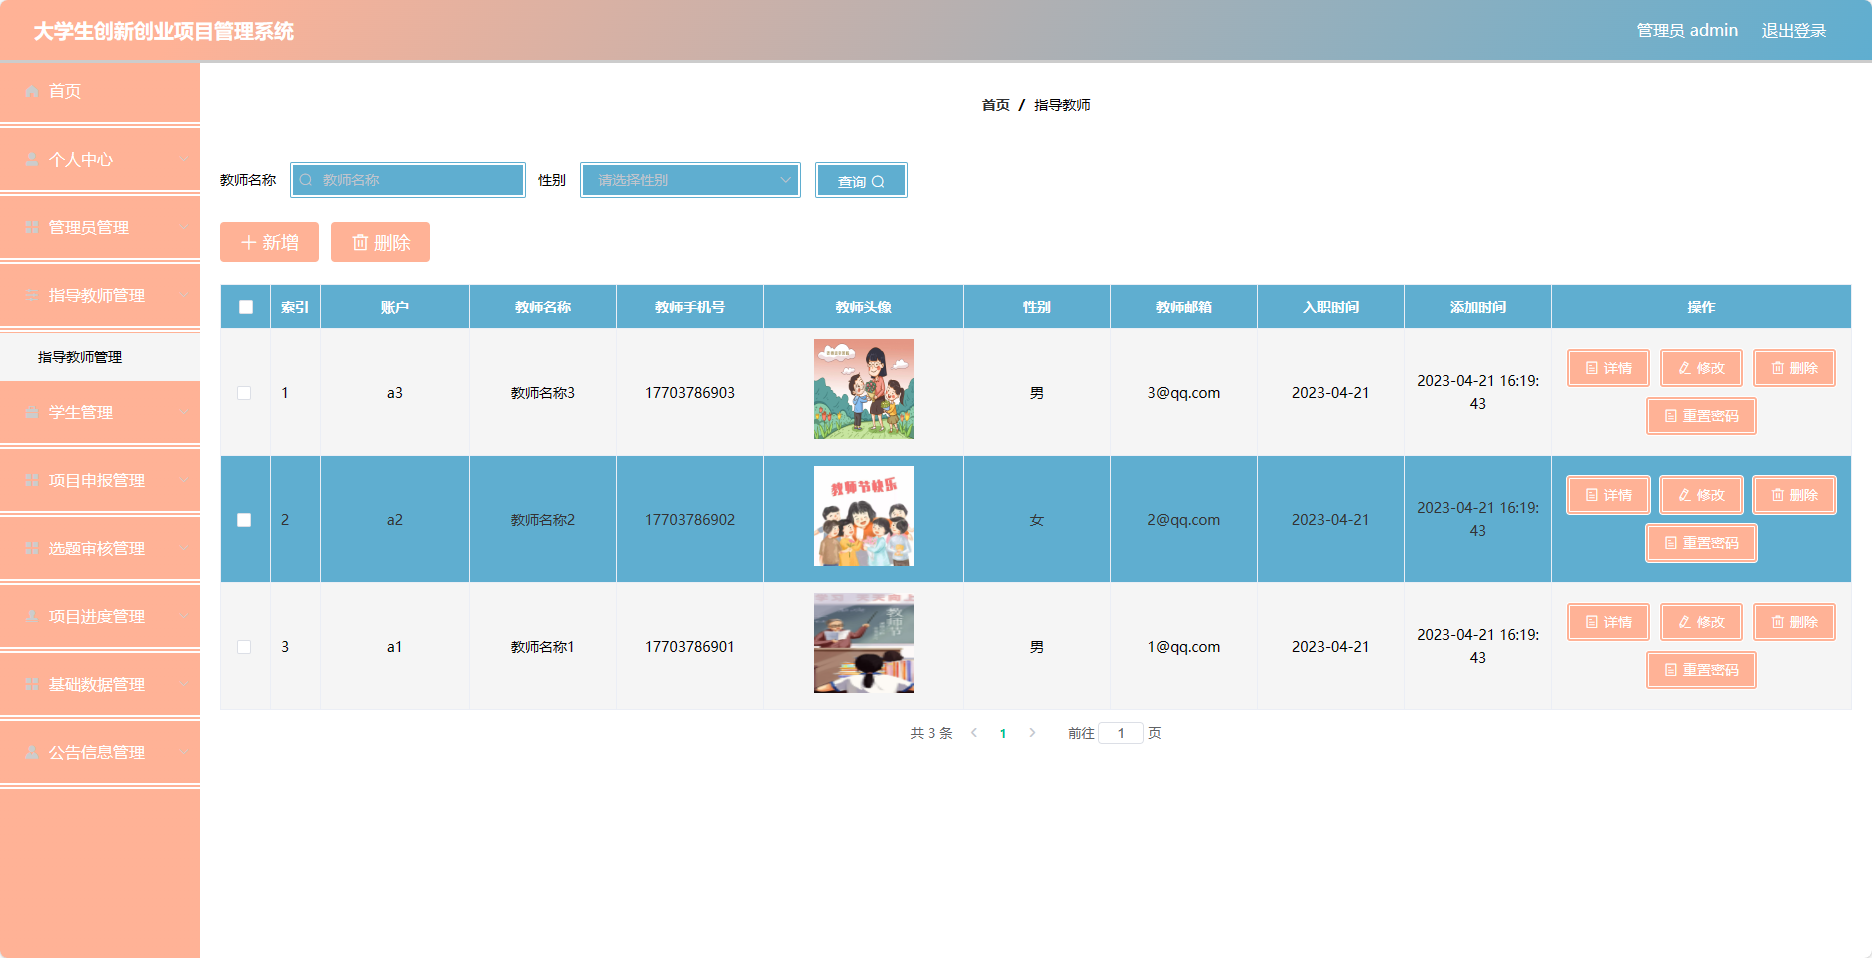 大学生创新创业项目管理系统
管理员 admin 退出登录
首页
个人中心
管理员管理
指导教师管理
指导教师管理
学生管理
项目申报管理
选题审核管理
项目进度管理
基础数据管理
公告信息管理
首页 / 指导教师
教师名称 教师名称 性别 请选择性别 查询
新增 删除
索引 账户 教师名称 教师手机号 教师头像 性别 教师邮箱 入职时间 添加时间 操作
1 a3 教师名称3 17703786903 男 3@qq.com 2023-04-21 2023-04-21 16:19:43 详情 修改 删除
重置密码
2 a2 教师名称2 17703786902 教师节快乐 女 2@qq.com 2023-04-21 2023-04-21 16:19:43 详情 修改 删除
重置密码
3 a1 教师名称1 17703786901 教师节 男 1@qq.com 2023-04-21 2023-04-21 16:19:43 详情 修改 删除
重置密码
共 3 条 1 前往 1 页